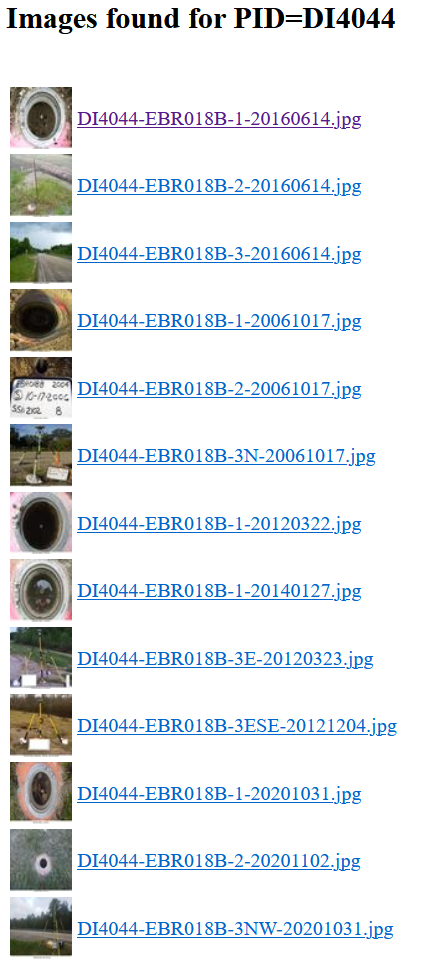 Images found for PID=DI4044
DI4044-EBR018B-1-20160614.jpg
DI4044-EBR018B-2-20160614.jpg
DI4044-EBR018B-3-20160614.jpg
DI4044-EBR018B-1-20061017.jpg
DI4044-EBR018B-2-20061017.jpg
DI4044-EBR018B-3N-20061017.jpg
DI4044-EBR018B-1-20120322.jpg
DI4044-EBR018B-1-20140127.jpg
DI4044-EBR018B-3E-20120323.jpg
DI4044-EBR018B-3ESE-20121204.jpg
DI4044-EBR018B-1-20201031.jpg
DI4044-EBR018B-2-20201102.jpg
DI4044-EBR018B-3NW-20201031.jpg